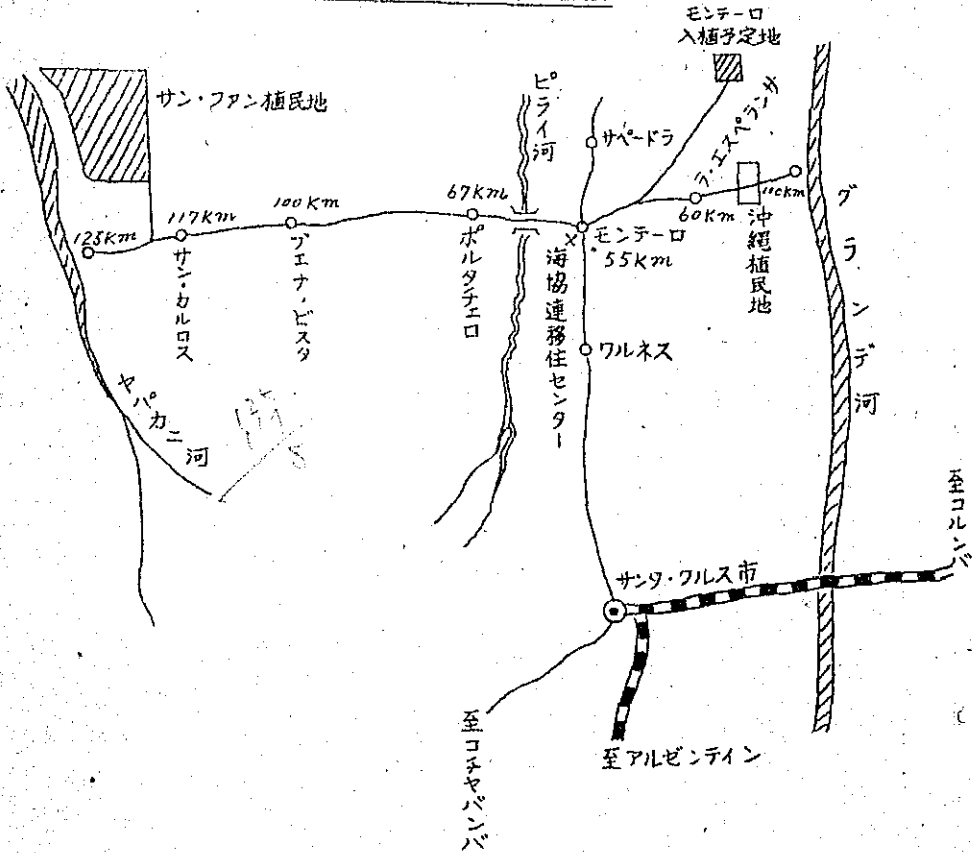 モンテーロ
入植予定地
サン・ファン植民地
ピライ河
サペードラ
ラ・エスペランサ
グランデ河
125Km
117Km
サン・カルロス
100Km
ブエナ・ビスタ
67Km
ポルタチェロ
モンテーロ
55Km
60Km
沖縄植民地
110Km
海協連移住センター
ワルネス
ヤパカニ河
サンタ・クルス市
至コルンバ
至コチャバンバ
至アルゼンテイン